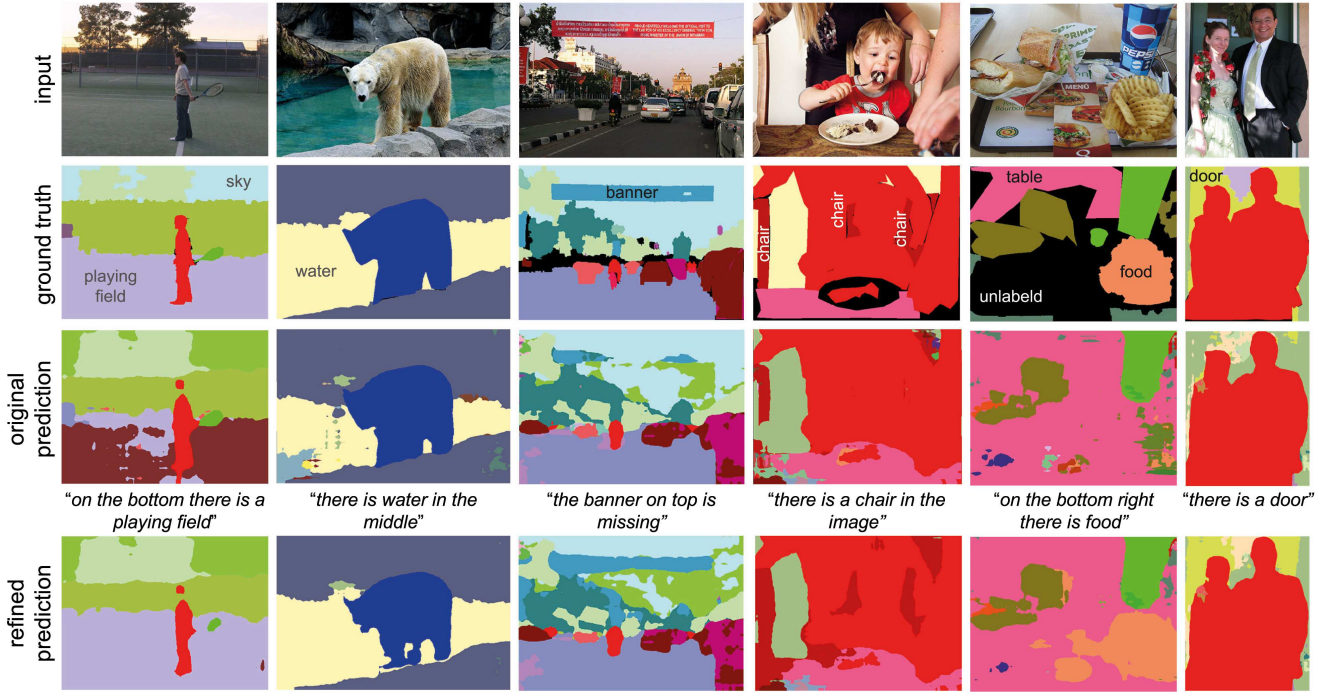 input
PEPSI
MENÜ
ground truth
sky
playing
field
water
banner
chair
chair
chair
table
food
unlabeld
door
original
prediction
“on the bottom there is a
playing field”
“there is water in the
middle”
“the banner on top is
missing”
“there is a chair in the
image”
“on the bottom right
there is food”
“there is a door”
refined
prediction